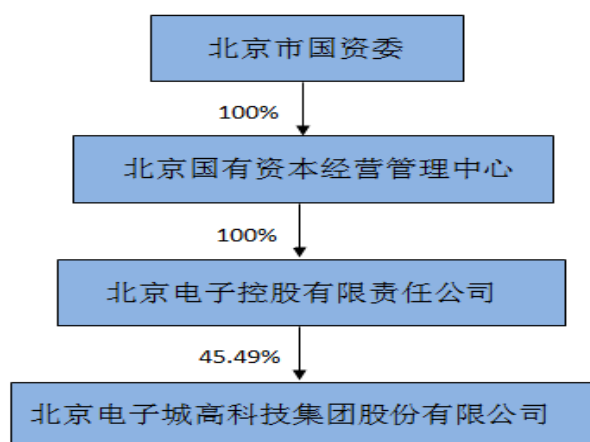 北京市国资委
100%
北京国有资本经营管理中心
100%
北京电子控股有限责任公司
45.49%
北京电子城高科技集团股份有限公司